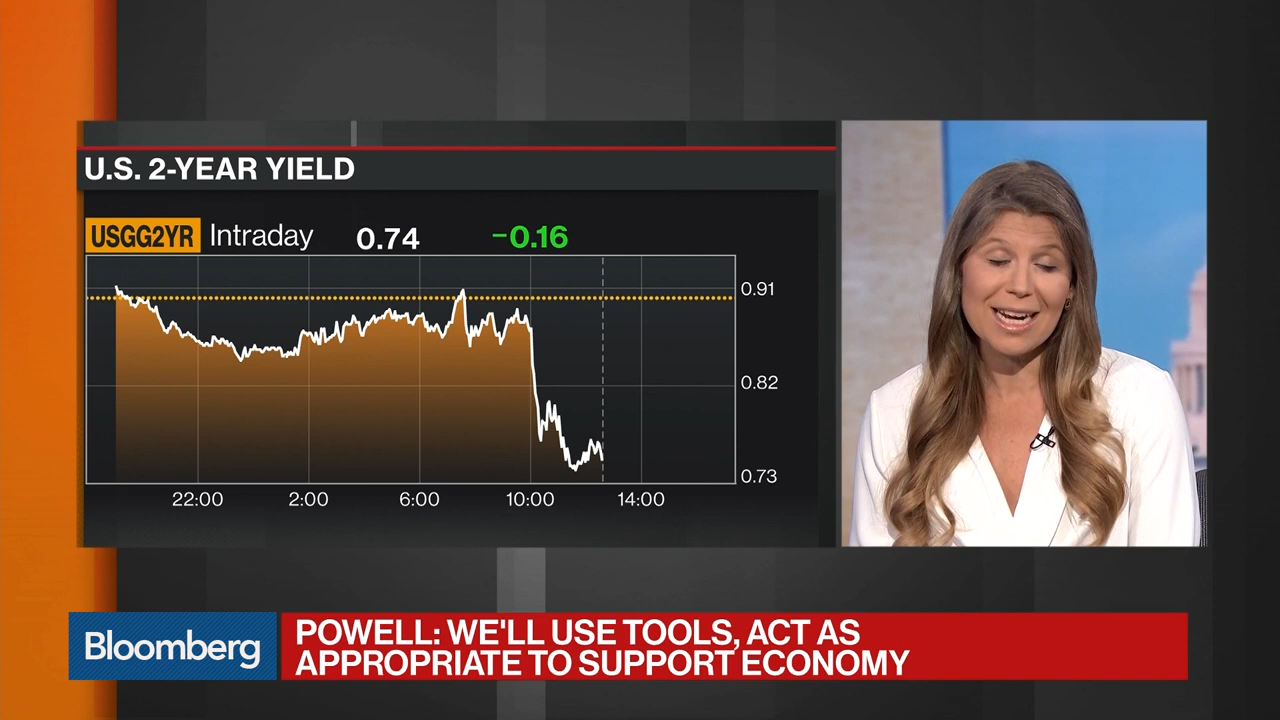 U.S. 2-YEAR YIELD
USGG2YR Intraday 0.74 -0.16
0.91
0.82
0.73
22:00 2:00 6:00 10:00 14:00
Bloomberg
POWELL: WE'LL USE TOOLS, ACT AS
APPROPRIATE TO SUPPORT ECONOMY